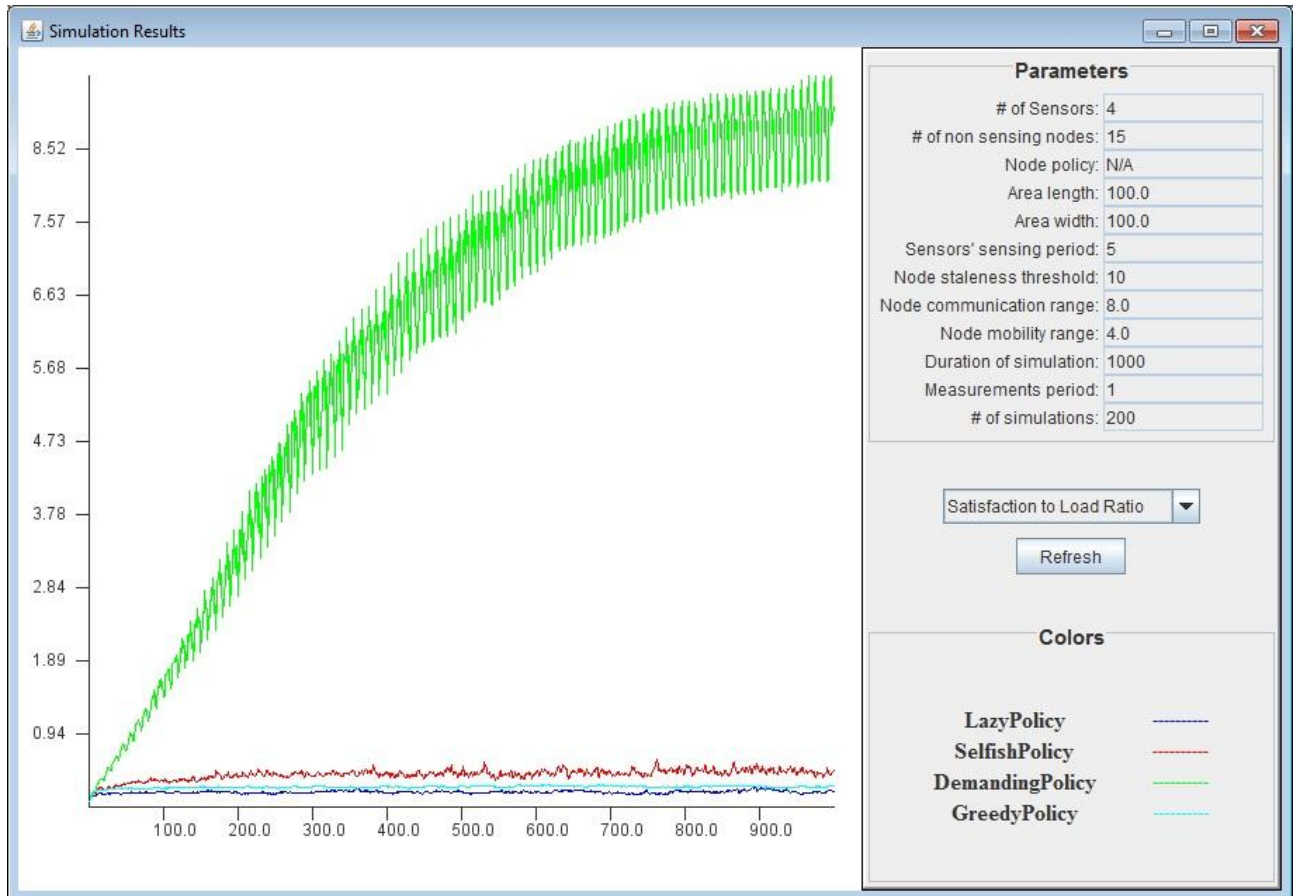 Simulation Results
8.52
7.57
6.63
5.68
4.73
3.78
2.84
1.89
0.94
100.0 200.0 300.0 400.0 500.0 600.0 700.0 800.0 900.0
Parameters
# of Sensors: 4
# of non sensing nodes: 15
Node policy: N/A
Area length: 100.0
Area width: 100.0
Sensors' sensing period: 5
Node staleness threshold: 10
Node communication range: 8.0
Node mobility range: 4.0
Duration of simulation: 1000
Measurements period: 1
# of simulations: 200
Satisfaction to Load Ratio
Refresh
Colors
LazyPolicy
SelfishPolicy
DemandingPolicy
GreedyPolicy